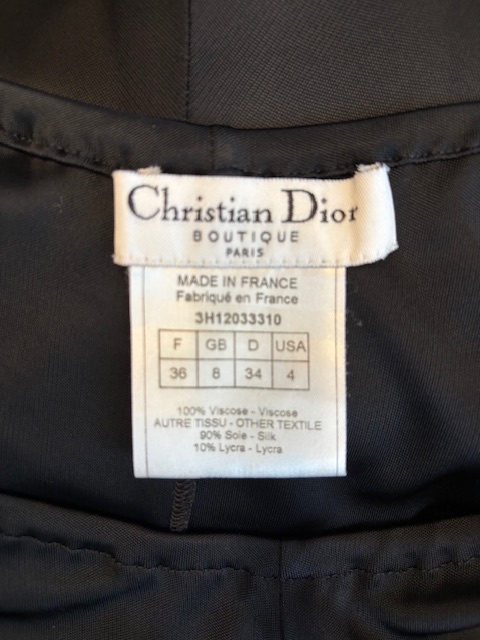 Christian Dior
BOUTIQUE
PARIS
MADE IN FRANCE
Fabriqué en France
3H12033310
F GB D USA
36 8 34 4
100% Viscose - Viscose
AUTRE TISSU - OTHER TEXTILE
90% Soie - Silk
10% Lycra - Lycra